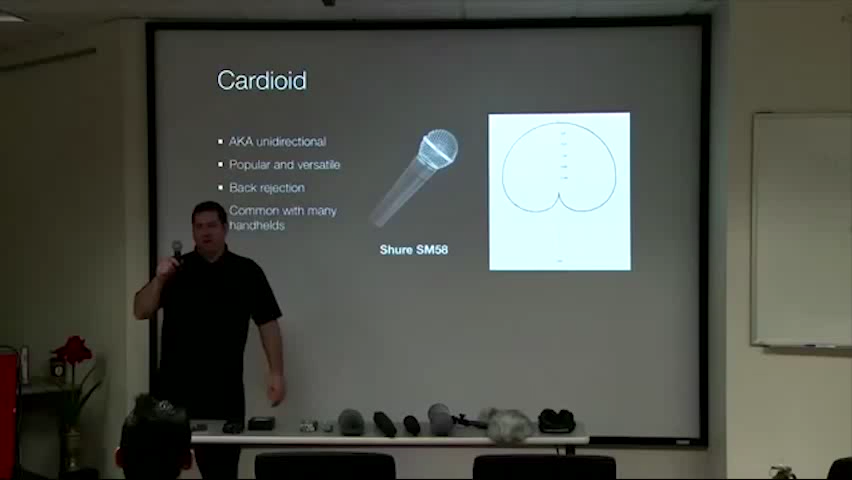 Cardioid
AKA unidirectional
Popular and versatile
Back rejection
Common with many
handhelds
Shure SM58